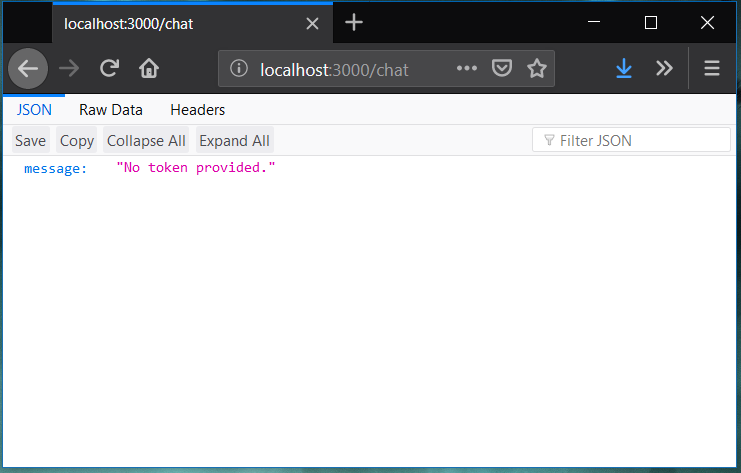 localhost:3000/chat
localhost:3000/chat
JSON Raw Data Headers
Save Copy Collapse All Expand All Filter JSON
message: "No token provided."